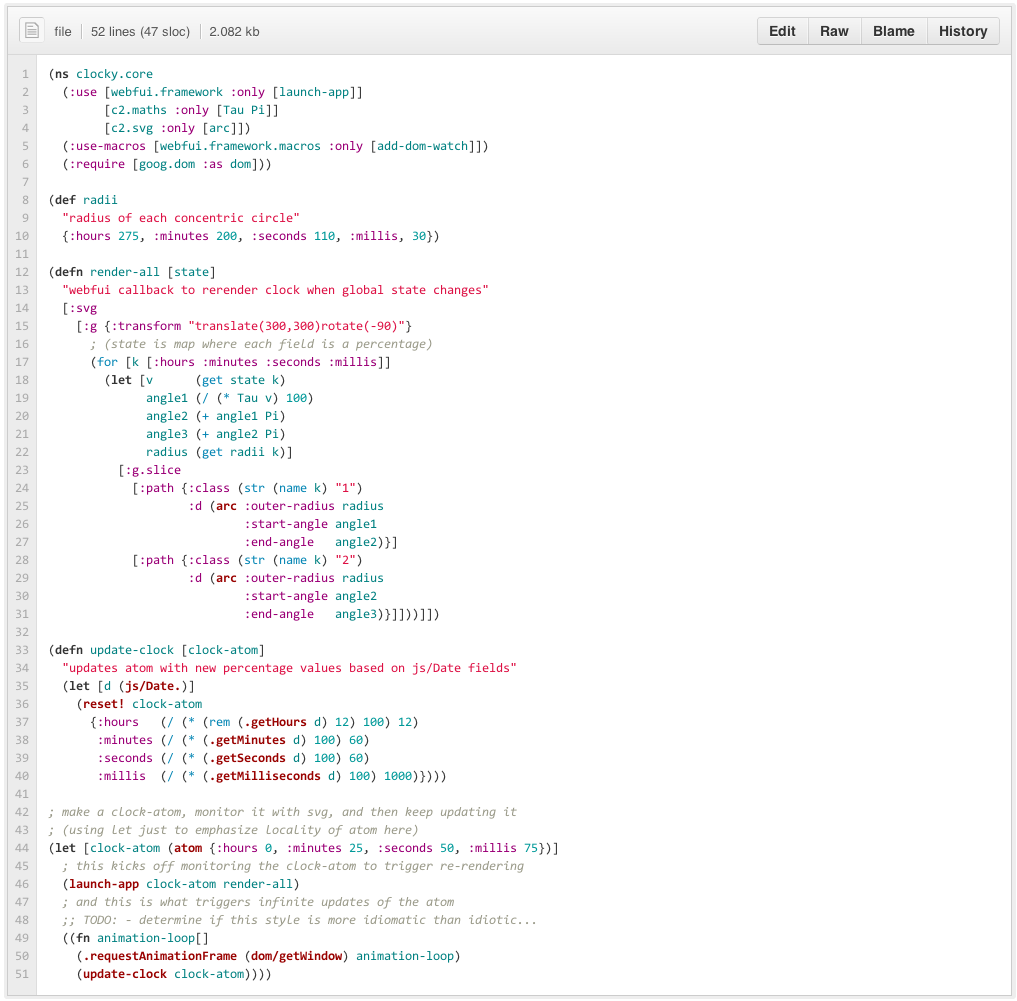 file 52 lines (47 sloc) 2.082 kb Edit Raw Blame History
1 (ns clocky.core
2   (:use [webfui.framework :only [launch-app]]
3         [c2.maths :only [Tau Pi]]
4         [c2.svg :only [arc]])
5   (:use-macros [webfui.framework.macros :only [add-dom-watch]])
6   (:require [goog.dom :as dom]))
7
8 (def radii
9   "radius of each concentric circle"
10   {:hours 275, :minutes 200, :seconds 110, :millis, 30})
11
12 (defn render-all [state]
13   "webfui callback to rerender clock when global state changes"
14   [:svg
15     [:g {:transform "translate(300,300)rotate(-90)"}
16       ; (state is map where each field is a percentage)
17       (for [k [:hours :minutes :seconds :millis]]
18         (let [v      (get state k)
19               angle1 (/ (* Tau v) 100)
20               angle2 (+ angle1 Pi)
21               angle3 (+ angle2 Pi)
22               radius (get radii k)]
23           [:g.slice
24             [:path {:class (str (name k) "1")
25                     :d (arc :outer-radius radius
26                             :start-angle angle1
27                             :end-angle   angle2)}]
28             [:path {:class (str (name k) "2")
29                     :d (arc :outer-radius radius
30                             :start-angle angle2
31                             :end-angle   angle3)}]]))]])
32
33 (defn update-clock [clock-atom]
34   "updates atom with new percentage values based on js/Date fields"
35   (let [d (js/Date.)]
36     (reset! clock-atom
37       {:hours   (/ (* (rem (.getHours d) 12) 100) 12)
38        :minutes (/ (* (.getMinutes d) 100) 60)
39        :seconds (/ (* (.getSeconds d) 100) 60)
40        :millis  (/ (* (.getMilliseconds d) 100) 1000)})))
41
42 ; make a clock-atom, monitor it with svg, and then keep updating it
43 ; (using let just to emphasize locality of atom here)
44 (let [clock-atom (atom {:hours 0, :minutes 25, :seconds 50, :millis 75})]
45   ; this kicks off monitoring the clock-atom to trigger re-rendering
46   (launch-app clock-atom render-all)
47   ; and this is what triggers infinite updates of the atom
48   ;; TODO: - determine if this style is more idiomatic than idiotic...
49   ((fn animation-loop[]
50     (.requestAnimationFrame (dom/getWindow) animation-loop)
51     (update-clock clock-atom))))